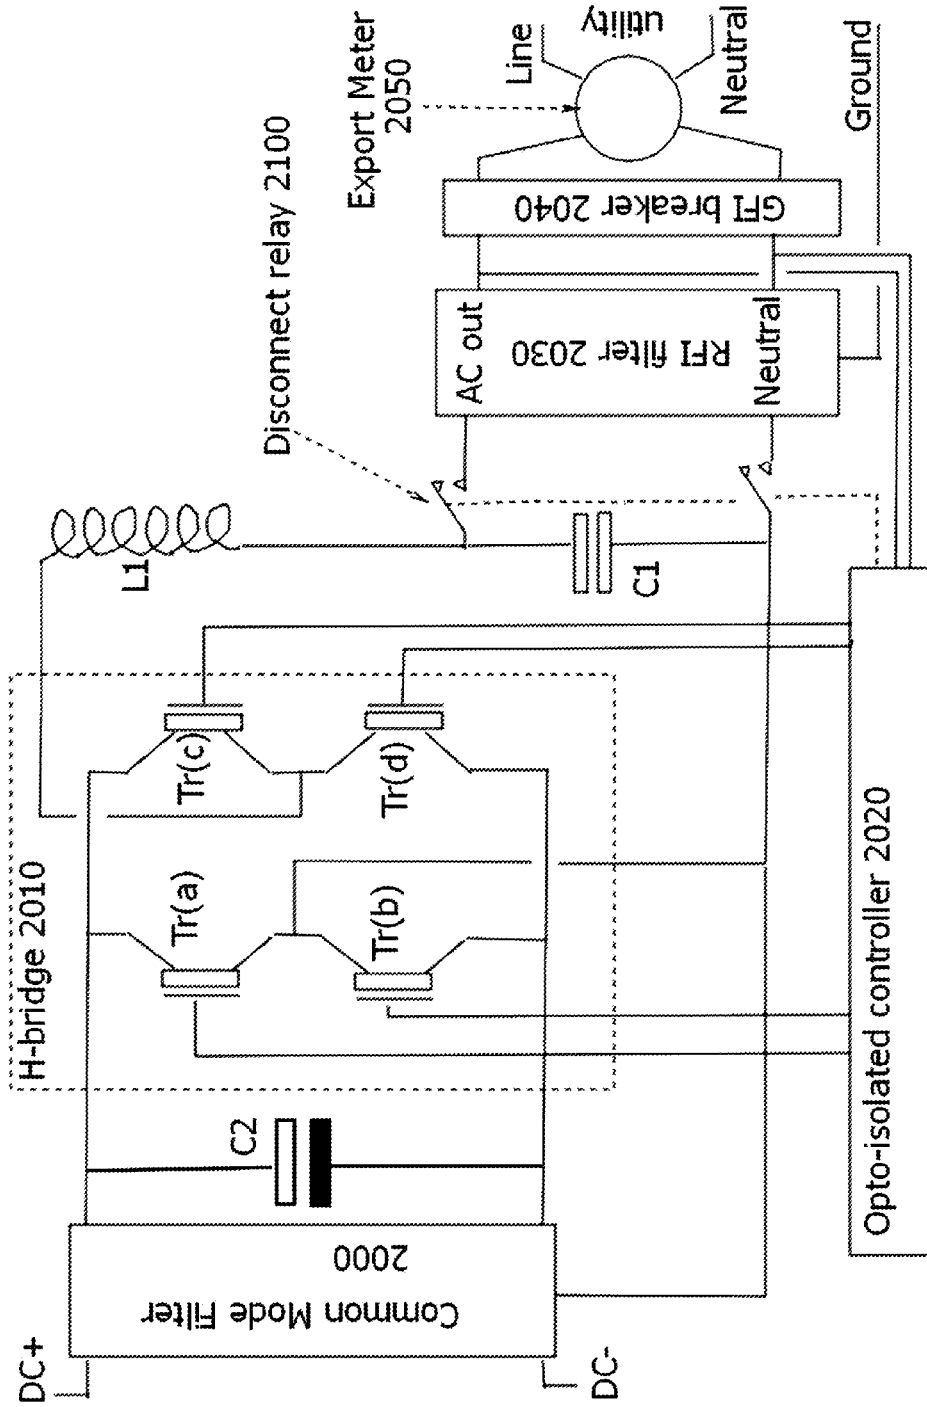 DC+
DC-
Common Mode Filter
2000
C2
H-bridge 2010
Tr(a)
Tr(b)
Tr(c)
Tr(d)
L1
C1
Opto-isolated controller 2020
Disconnect relay 2100
AC out
RFI filter 2030
Neutral
GFI breaker 2040
Export Meter
2050
Line
utility
Neutral
Ground